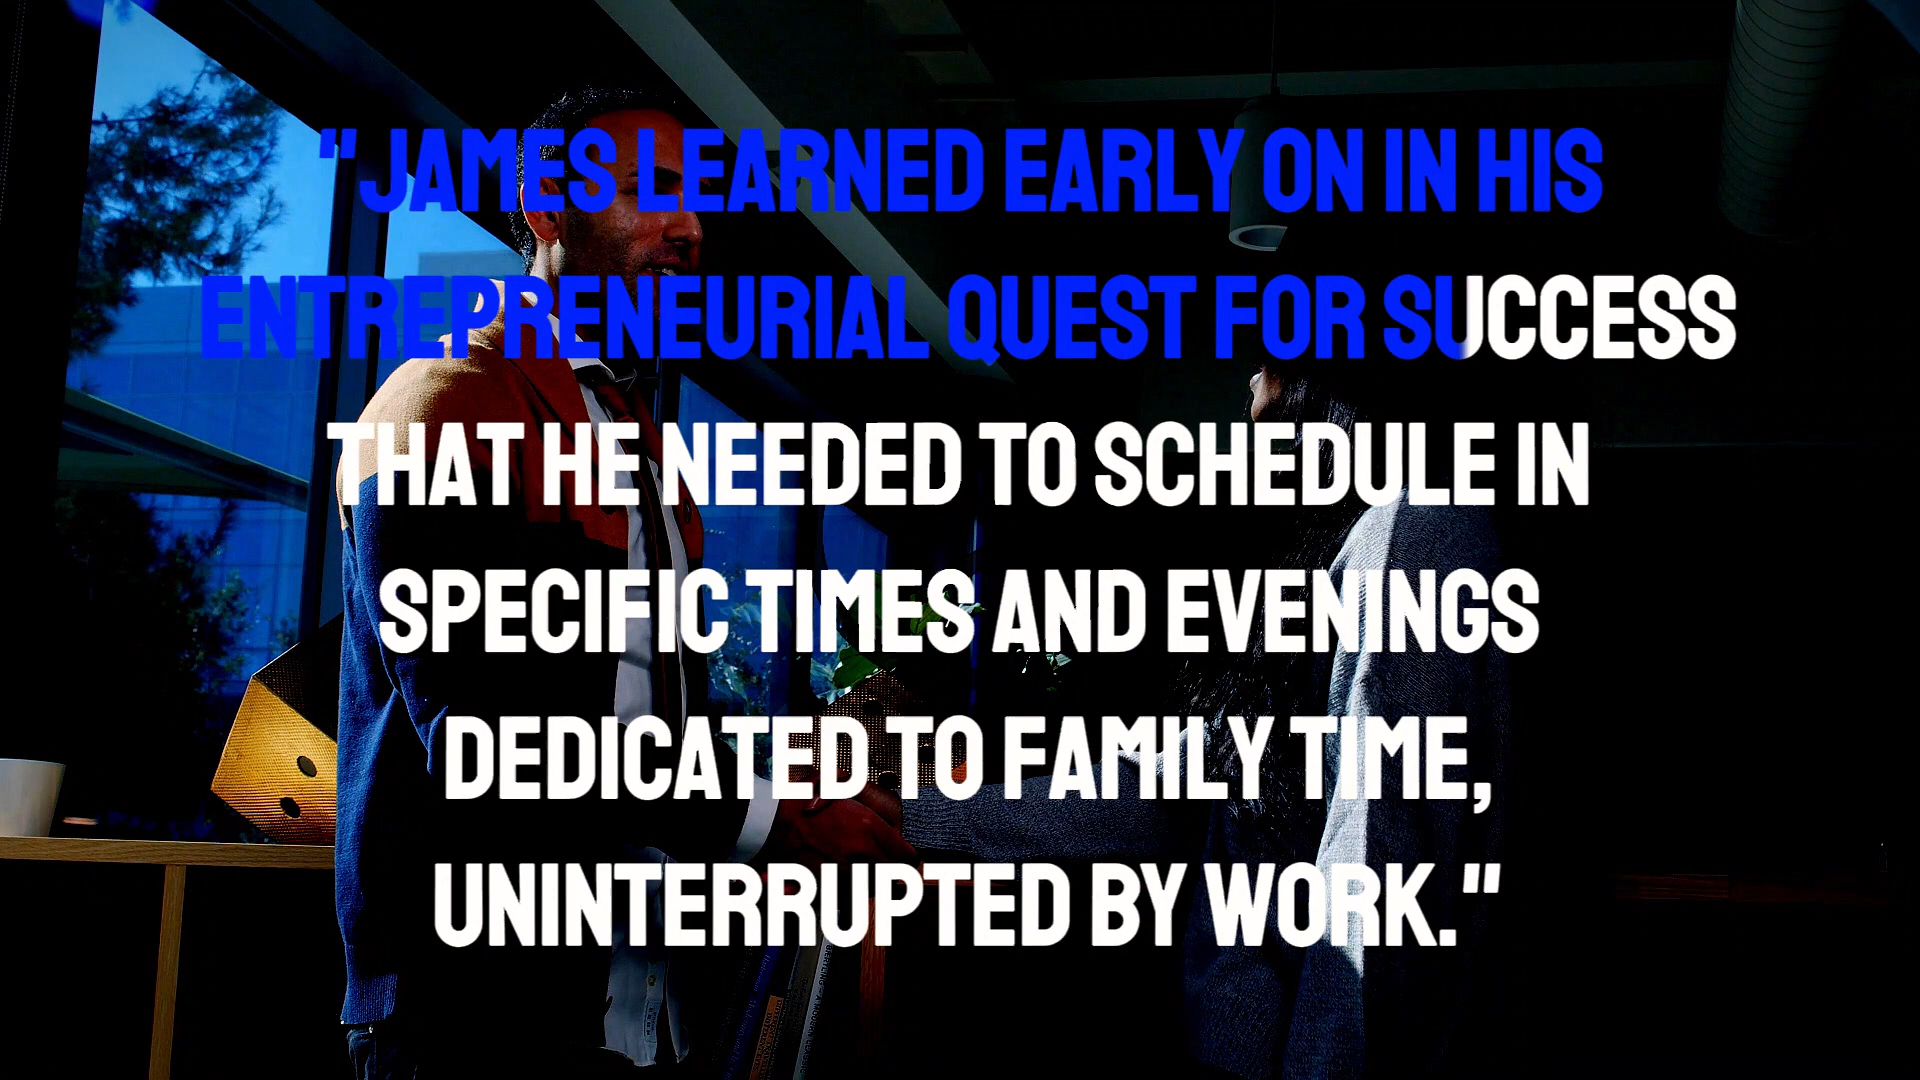 " JAMES LEARNED EARLY ON IN HIS
ENTREPRENEURIAL QUEST FOR SUCCESS
THAT HE NEEDED TO SCHEDULE IN
SPECIFIC TIMES AND EVENINGS
DEDICATED TO FAMILY TIME,
UNINTERRUPTED BY WORK."